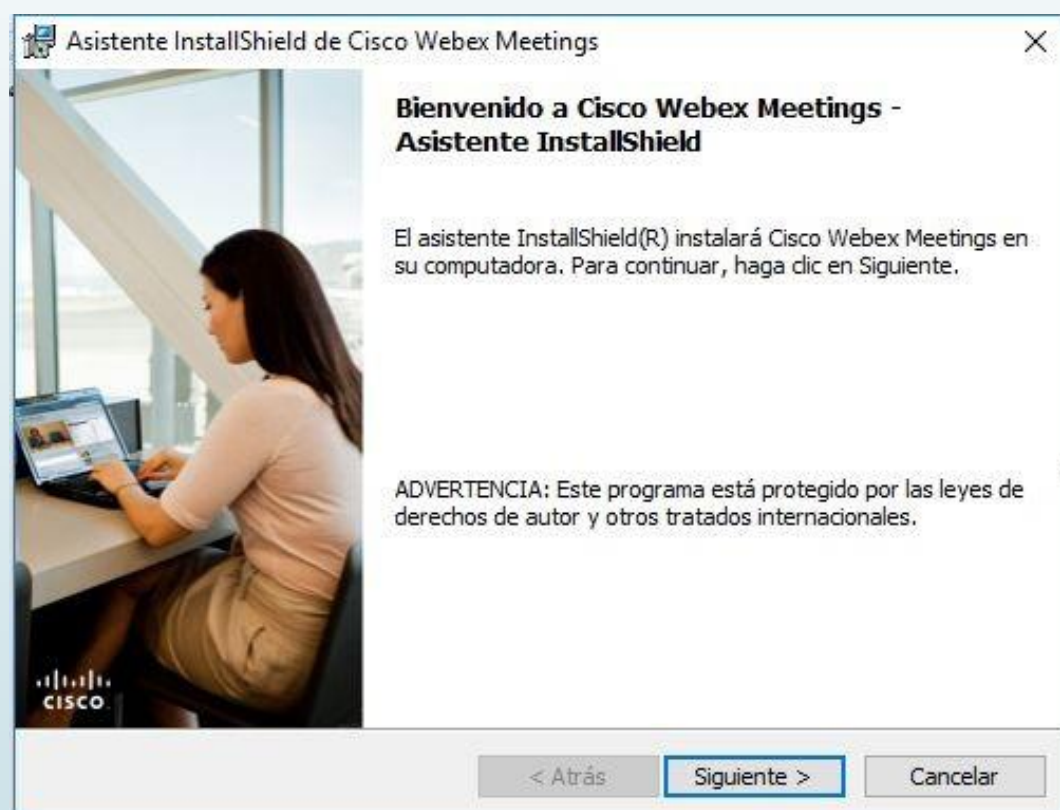 Asistente InstallShield de Cisco Webex Meetings
Bienvenido a Cisco Webex Meetings -
Asistente InstallShield
El asistente InstallShield(R) instalará Cisco Webex Meetings en
su computadora. Para continuar, haga clic en Siguiente.
ADVERTENCIA: Este programa está protegido por las leyes de
derechos de autor y otros tratados internacionales.
CISCO
< Atrás
Siguiente >
Cancelar